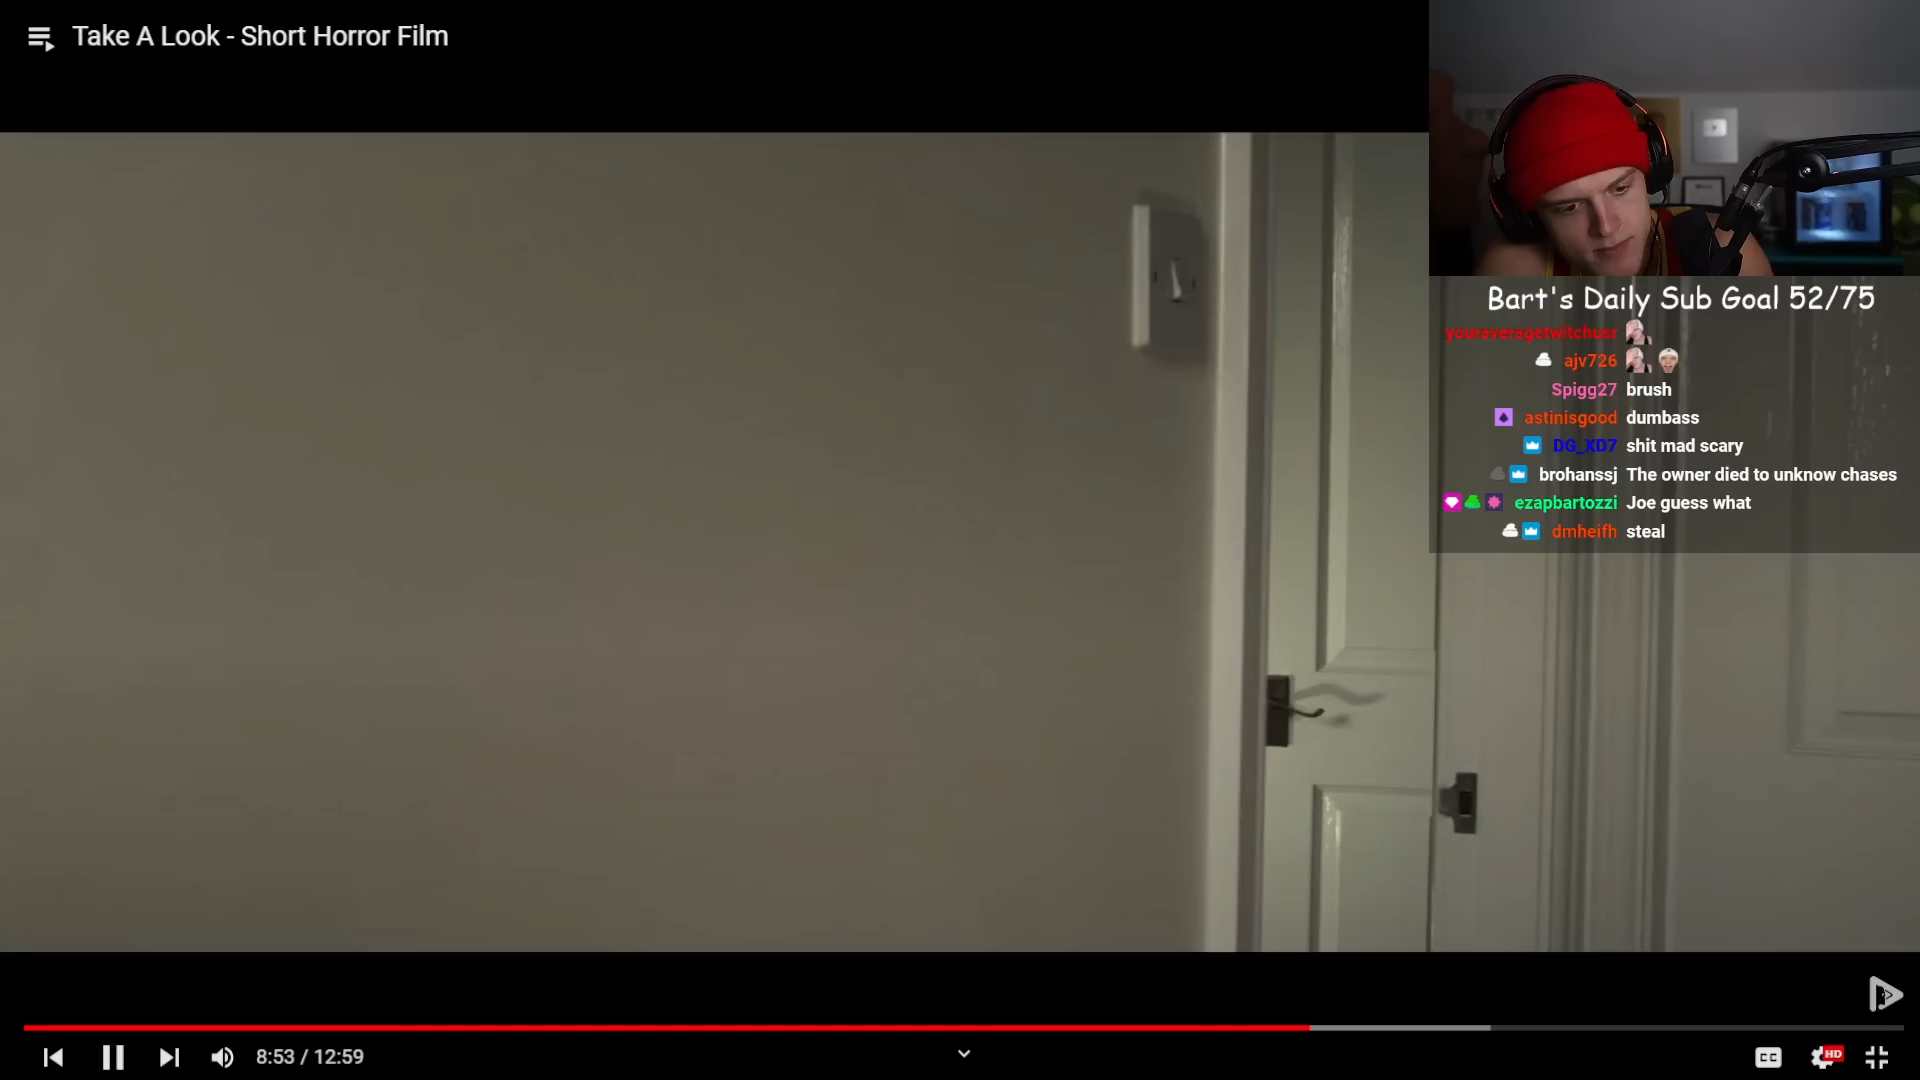 Take A Look - Short Horror Film
Bart's Daily Sub Goal 52/75
youraveragetwitchusr
ajv726
Spigg27 brush
astinisgood dumbass
DG_XD7 shit mad scary
brohanssj The owner died to unknow chases
ezapbartozzi Joe guess what
dmheifh steal
8:53 / 12:59
CC
HD